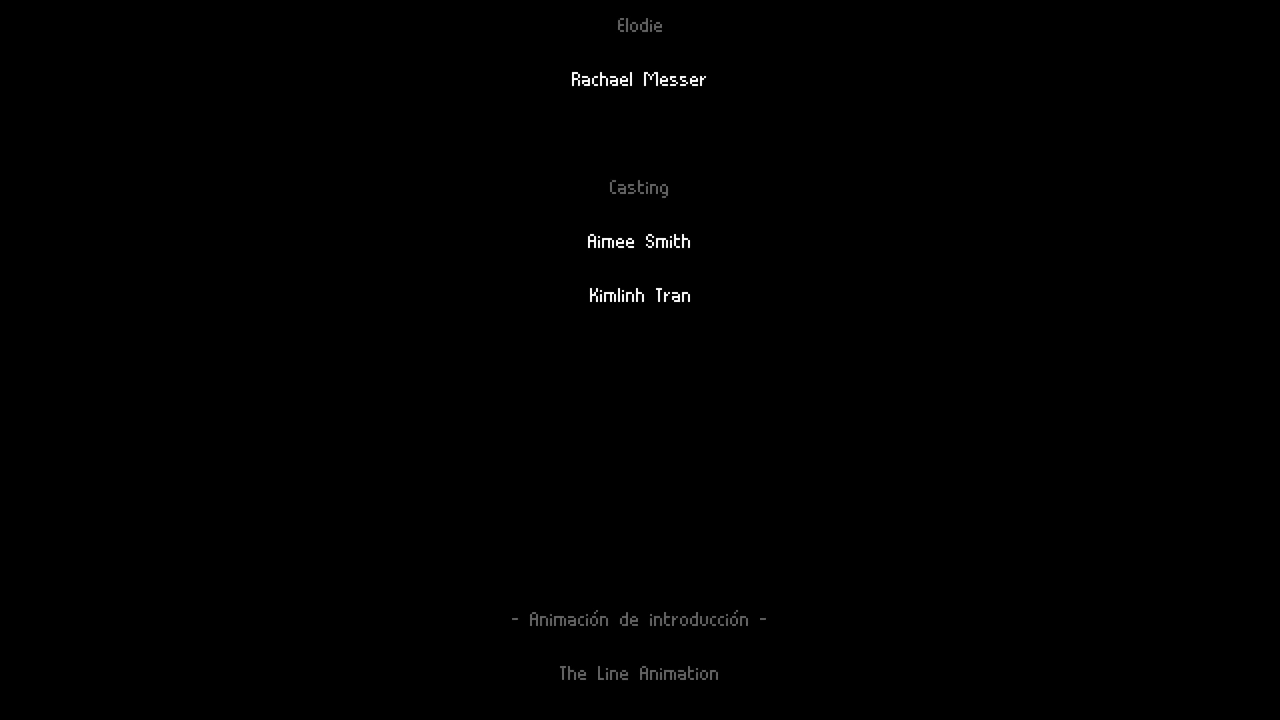 Elodie
Rachael Messer
Casting
Aimee Smith
Kimlinh Tran
- Animación de introducción -
The Line Animation